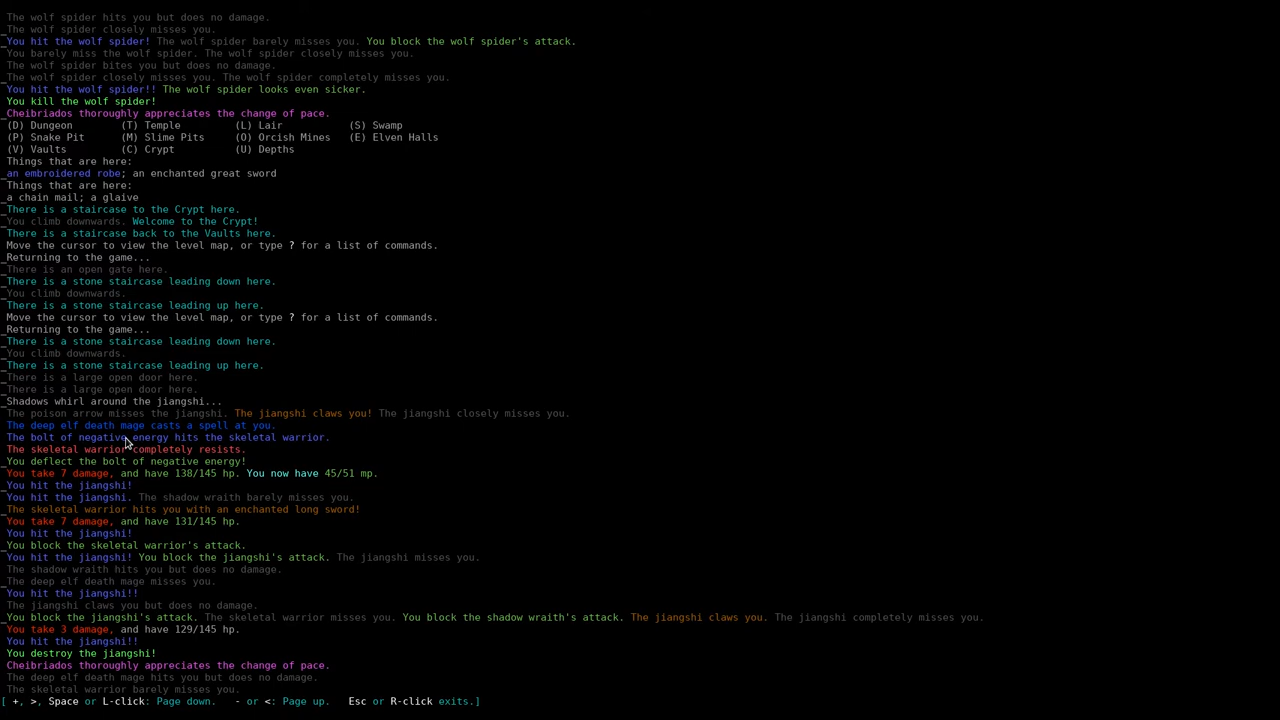 The wolf spider hits you but does no damage.
The wolf spider closely misses you.
_You hit the wolf spider! The wolf spider barely misses you. You block the wolf spider's attack.
You barely miss the wolf spider. The wolf spider closely misses you.
The wolf spider bites you but does no damage.
_The wolf spider closely misses you. The wolf spider completely misses you.
You hit the wolf spider!! The wolf spider looks even sicker.
You kill the wolf spider!
_Cheibriados thoroughly appreciates the change of pace.
(D) Dungeon (T) Temple (L) Lair (S) Swamp
(P) Snake Pit (M) Slime Pits (O) Orcish Mines (E) Elven Halls
(V) Vaults (C) Crypt (U) Depths
Things that are here:
_an embroidered robe; an enchanted great sword
Things that are here:
_a chain mail; a glaive
_There is a staircase to the Crypt here.
_You climb downwards. Welcome to the Crypt!
_There is a staircase back to the Vaults here.
Move the cursor to view the level map, or type ? for a list of commands.
_Returning to the game...
_There is an open gate here.
_There is a stone staircase leading down here.
_You climb downwards.
_There is a stone staircase leading up here.
Move the cursor to view the level map, or type ? for a list of commands.
_Returning to the game...
_There is a stone staircase leading down here.
_You climb downwards.
_There is a stone staircase leading up here.
_There is a large open door here.
_There is a large open door here.
_Shadows whirl around the jiangshi...
The poison arrow misses the jiangshi. The jiangshi claws you! The jiangshi closely misses you.
The deep elf death mage casts a spell at you.
The bolt of negative energy hits the skeletal warrior.
The skeletal warrior completely resists.
You deflect the bolt of negative energy!
_You take 7 damage, and have 138/145 hp. You now have 45/51 mp.
You hit the jiangshi!
You hit the jiangshi. The shadow wraith barely misses you.
_The skeletal warrior hits you with an enchanted long sword!
You take 7 damage, and have 131/145 hp.
You hit the jiangshi!
_You block the skeletal warrior's attack.
You hit the jiangshi! You block the jiangshi's attack. The jiangshi misses you.
The shadow wraith hits you but does no damage.
_The deep elf death mage misses you.
You hit the jiangshi!!
The jiangshi claws you but does no damage.
_You block the jiangshi's attack. The skeletal warrior misses you. You block the shadow wraith's attack. The jiangshi claws you. The jiangshi completely misses you.
You take 3 damage, and have 129/145 hp.
You hit the jiangshi!!
You destroy the jiangshi!
Cheibriados thoroughly appreciates the change of pace.
The deep elf death mage hits you but does no damage.
_The skeletal warrior barely misses you.
[ +, >, Space or L-click: Page down. - or <: Page up. Esc or R-click exits.]